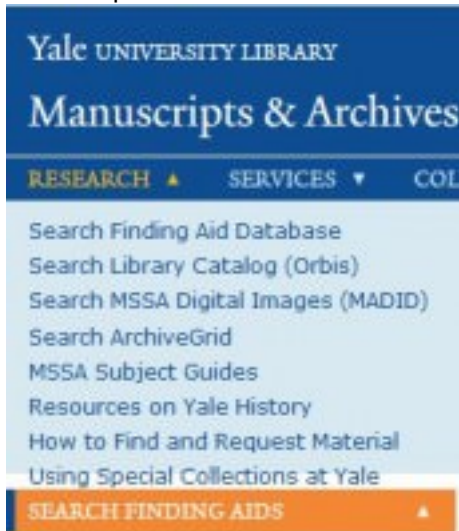 Yale UNIVERSITY LIBRARY
Manuscripts & Archives
RESEARCH ▲ SERVICES ▼ COL
Search Finding Aid Database
Search Library Catalog (Orbis)
Search MSSA Digital Images (MADID)
Search ArchiveGrid
MSSA Subject Guides
Resources on Yale History
How to Find and Request Material
Using Special Collections at Yale
SEARCH FINDING AIDS ▲